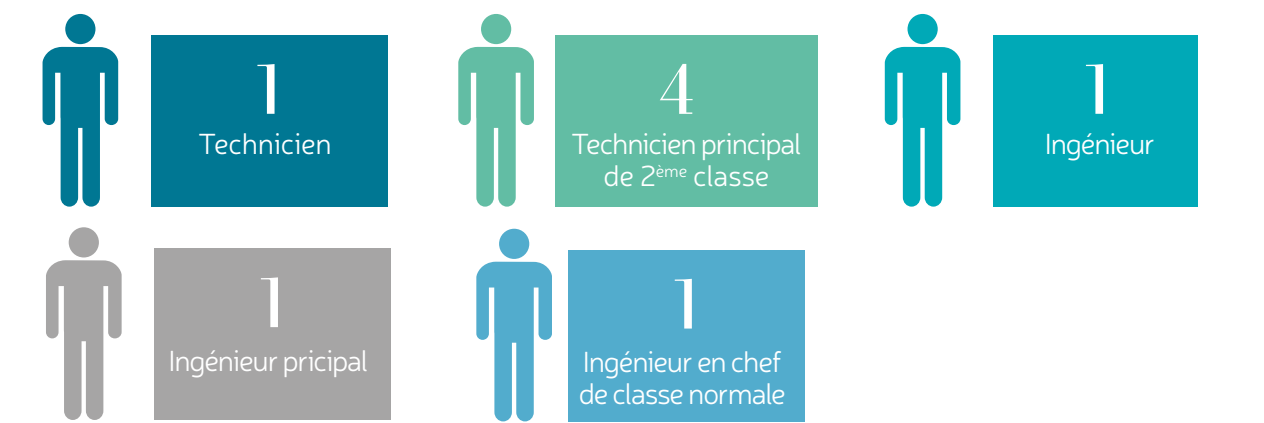 1
Technicien
4
Technicien principal
de 2ème classe
1
Ingénieur
1
Ingénieur pricipal
1
Ingénieur en chef
de classe normale